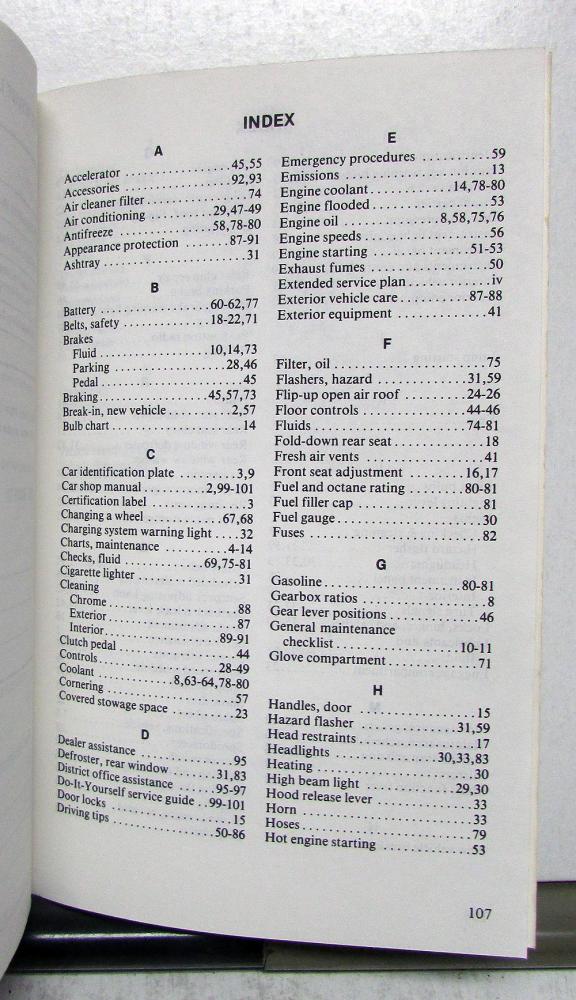 INDEX
A
Accelerator ..................45,55
Accessories ..................92,93
Air cleaner filter..................74
Air conditioning ............29,47-49
Antifreeze ..................58,78-80
Appearance protection ........87-91
Ashtray ..........................31
B
Battery ....................60-62,77
Belts, safety ................18-22,71
Brakes
Fluid ....................10,14,73
Parking ....................28,46
Pedal ..........................45
Braking....................45,57,73
Break-in, new vehicle .........2,57
Bulb chart ......................14
C
Car identification plate ..........3,9
Car shop manual .........2,99-101
Certification label ................3
Changing a wheel ............67,68
Charging system warning light ....32
Charts, maintenance ..........4-14
Checks, fluid ..............69,75-81
Cigarette lighter .................31
Cleaning
Chrome ......................88
Exterior ......................87
Interior....................89-91
Clutch pedal ....................44
Controls......................28-49
Coolant ..............8,63-64,78-80
Cornering ......................57
Covered stowage space ..........23
D
Dealer assistance ................95
Defroster, rear window ........31,83
District office assistance ......95-97
Do-It-Yourself service guide ..99-101
Door locks ......................15
Driving tips ..................50-86
E
Emergency procedures ..........59
Emissions ......................13
Engine coolant............14,78-80
Engine flooded..................53
Engine oil ..............8,58,75,76
Engine speeds ..................56
Engine starting ..............51-53
Exhaust fumes ..................50
Extended service plan............iv
Exterior vehicle care ..........87-88
Exterior equipment ..............41
F
Filter, oil ......................75
Flashers, hazard ............31,59
Flip-up open air roof ........24-26
Floor controls ..............44-46
Fluids ......................74-81
Fold-down rear seat.............18
Fresh air vents ................41
Front seat adjustment ........16,17
Fuel and octane rating ........80-81
Fuel filler cap ..................81
Fuel gauge......................30
Fuses ..........................82
G
Gasoline ....................80-81
Gearbox ratios ..................8
Gear lever positions ............46
General maintenance
checklist ..................10-11
Glove compartment..............71
H
Handles, door ..................15
Hazard flasher ..............31,59
Head restraints..................17
Headlights ................30,33,83
Heating ........................30
High beam light ..............29,30
Hood release lever ..............33
Horn ..........................33
Hoses..........................79
Hot engine starting ..............53
107